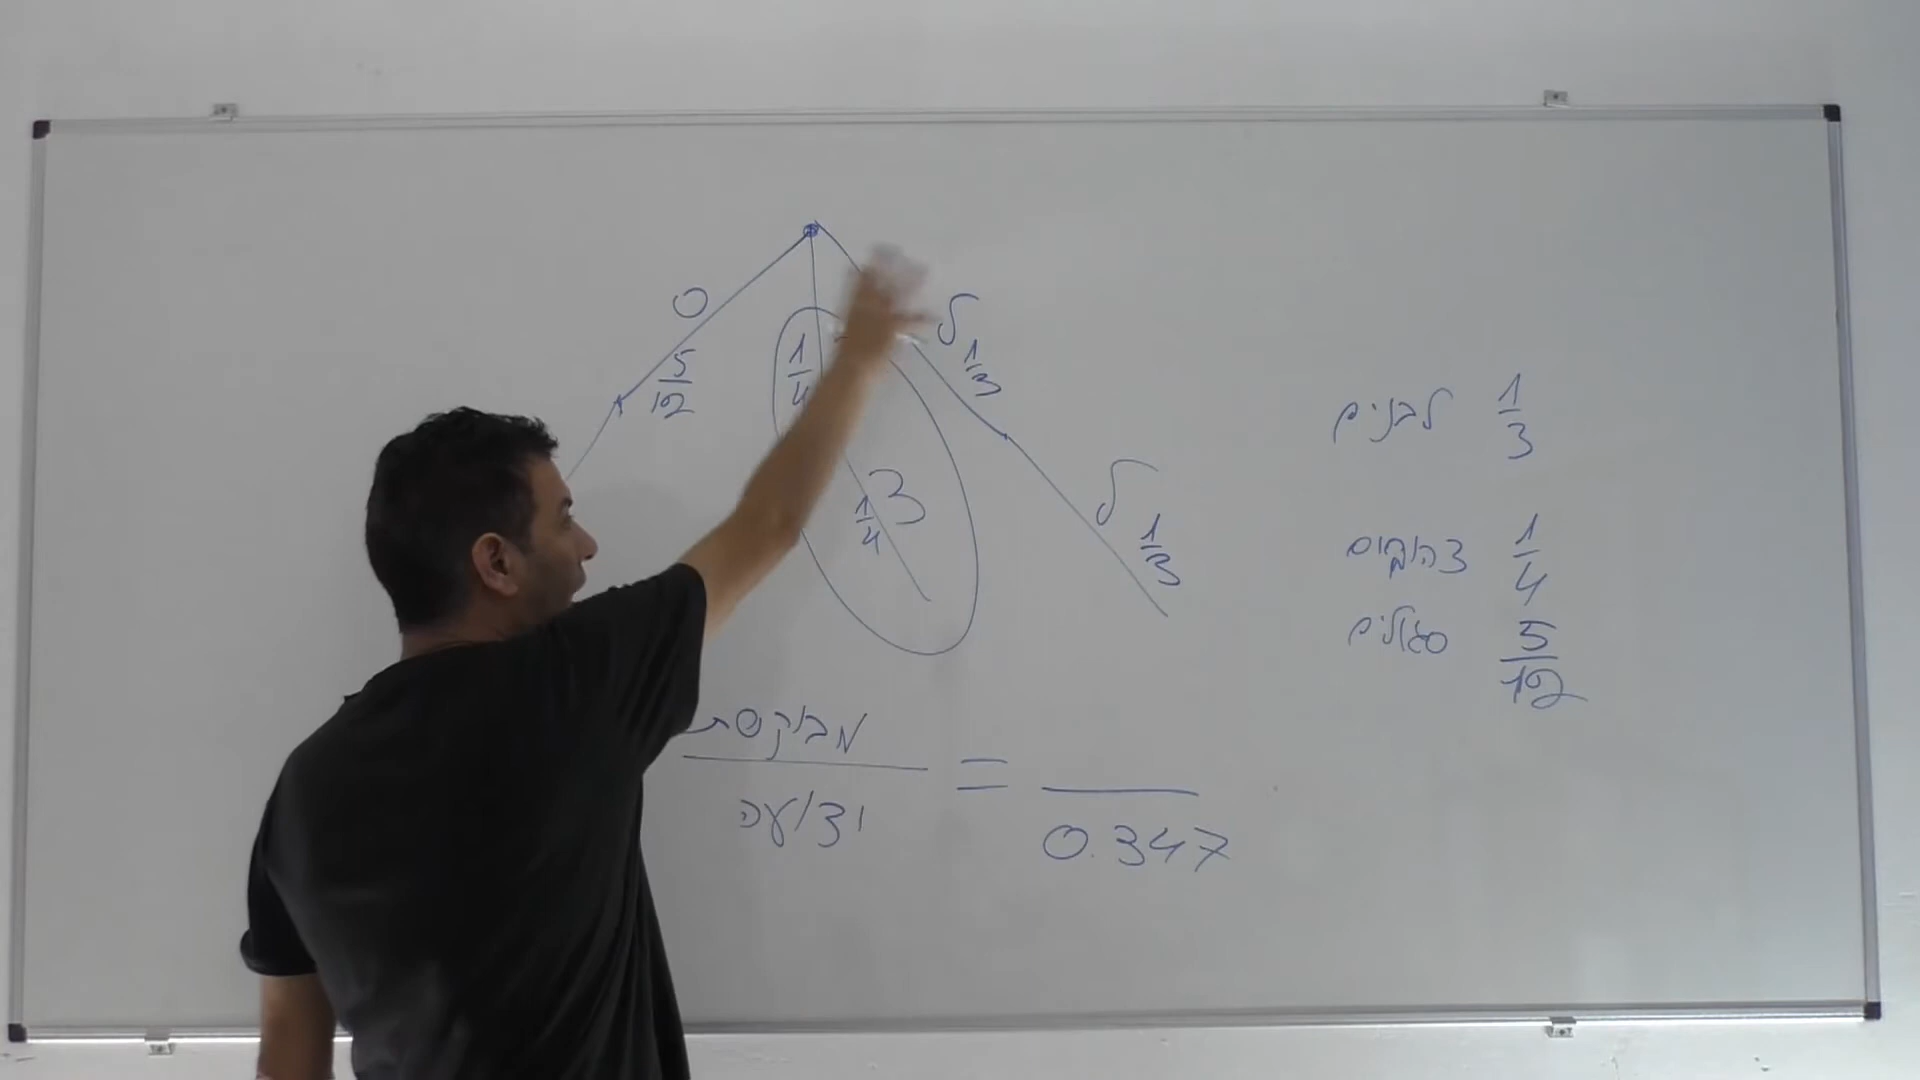 ס
5/12
1/4
ל
1/3
צ
1/4
ל
1/3
לבנים 1/3
צהובים 1/4
סגולים 5/12
מבוקשת / ידועה = ___ / 0.347